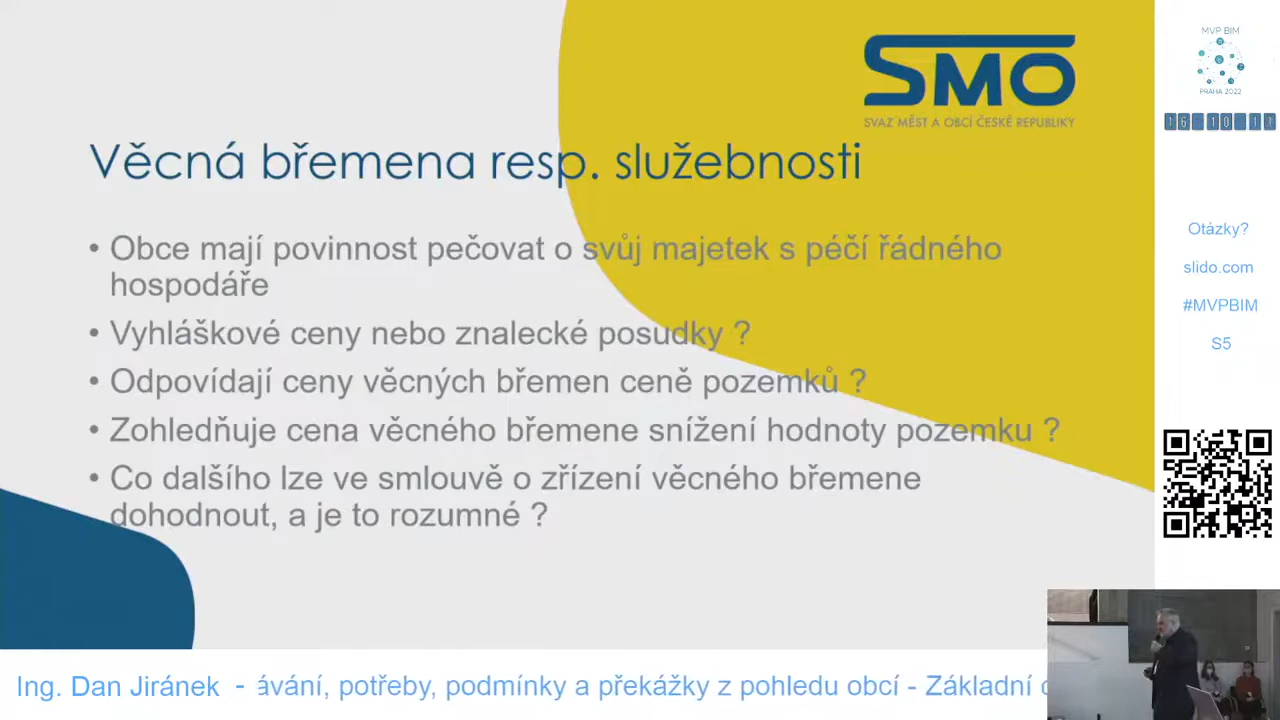 SMO
SVAZ MĚST A OBCÍ ČESKÉ REPUBLIKY
Věcná břemena resp. služebnosti
• Obce mají povinnost pečovat o svůj majetek s péčí řádného
hospodáře
• Vyhláškové ceny nebo znalecké posudky ?
• Odpovídají ceny věcných břemen ceně pozemků ?
• Zohledňuje cena věcného břemene snížení hodnoty pozemku ?
• Co dalšího lze ve smlouvě o zřízení věcného břemene
dohodnout, a je to rozumné ?
MVP BIM
PRAHA 2022
16 10 11
Otázky?
slido.com
#MVPBIM
S5
Ing. Dan Jiránek - ávání, potřeby, podmínky a překážky z pohledu obcí - Základní